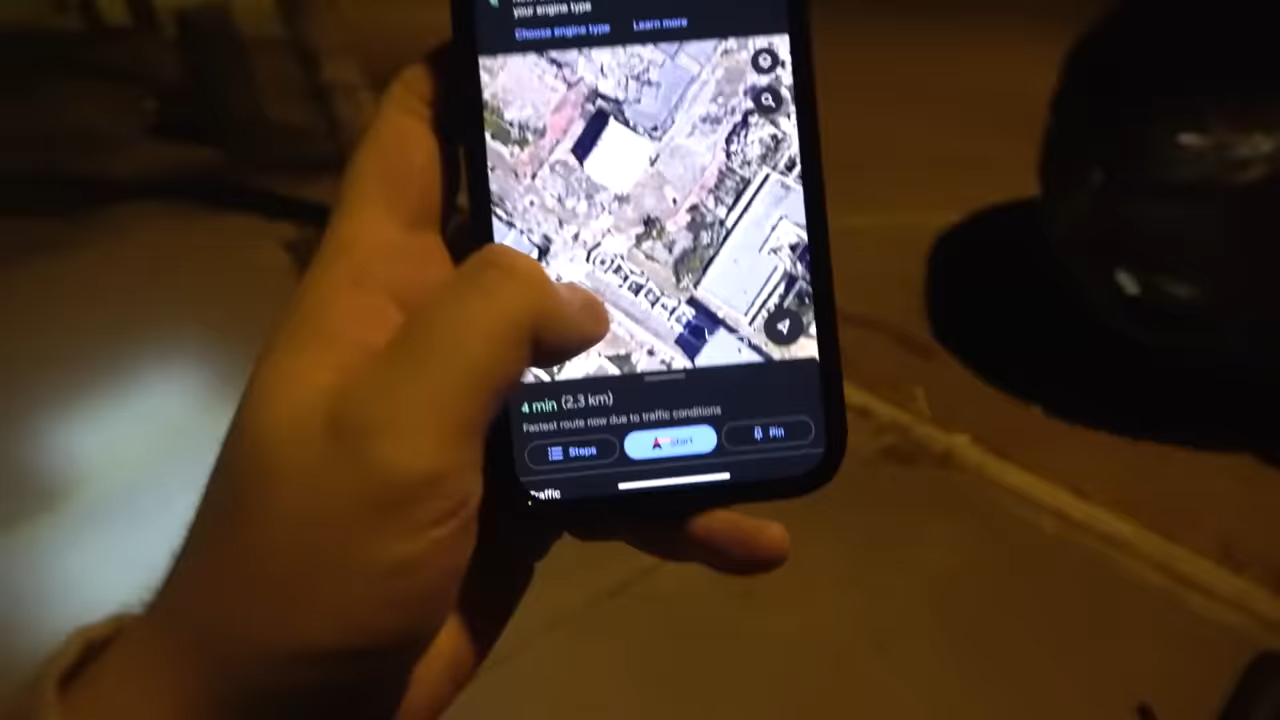 your engine type
Choose engine type Learn more
4 min (2.3 km)
Fastest route now due to traffic conditions
Steps Start Pin
Traffic